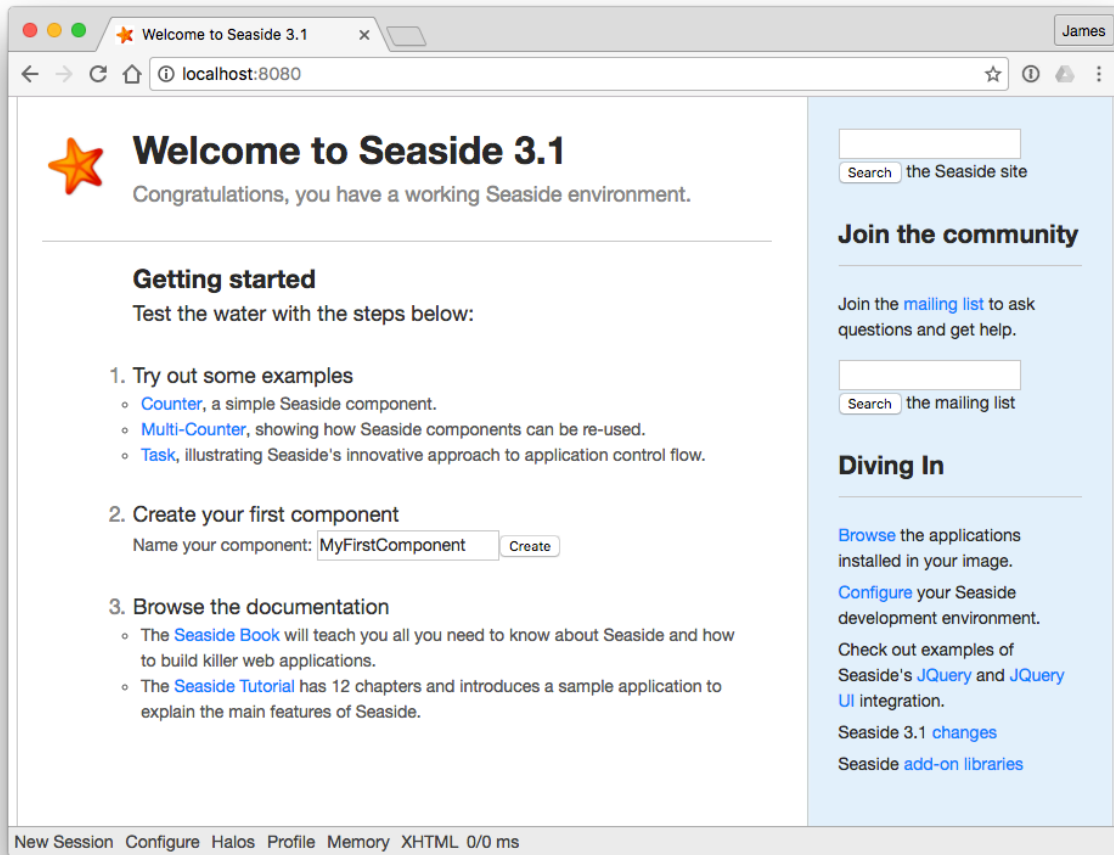 Welcome to Seaside 3.1
James
localhost:8080
Welcome to Seaside 3.1
Congratulations, you have a working Seaside environment.
Getting started
Test the water with the steps below:
1. Try out some examples
Counter, a simple Seaside component.
Multi-Counter, showing how Seaside components can be re-used.
Task, illustrating Seaside's innovative approach to application control flow.
2. Create your first component
Name your component: MyFirstComponent Create
3. Browse the documentation
The Seaside Book will teach you all you need to know about Seaside and how
to build killer web applications.
The Seaside Tutorial has 12 chapters and introduces a sample application to
explain the main features of Seaside.
Search the Seaside site
Join the community
Join the mailing list to ask
questions and get help.
Search the mailing list
Diving In
Browse the applications
installed in your image.
Configure your Seaside
development environment.
Check out examples of
Seaside's JQuery and JQuery
UI integration.
Seaside 3.1 changes
Seaside add-on libraries
New Session Configure Halos Profile Memory XHTML 0/0 ms